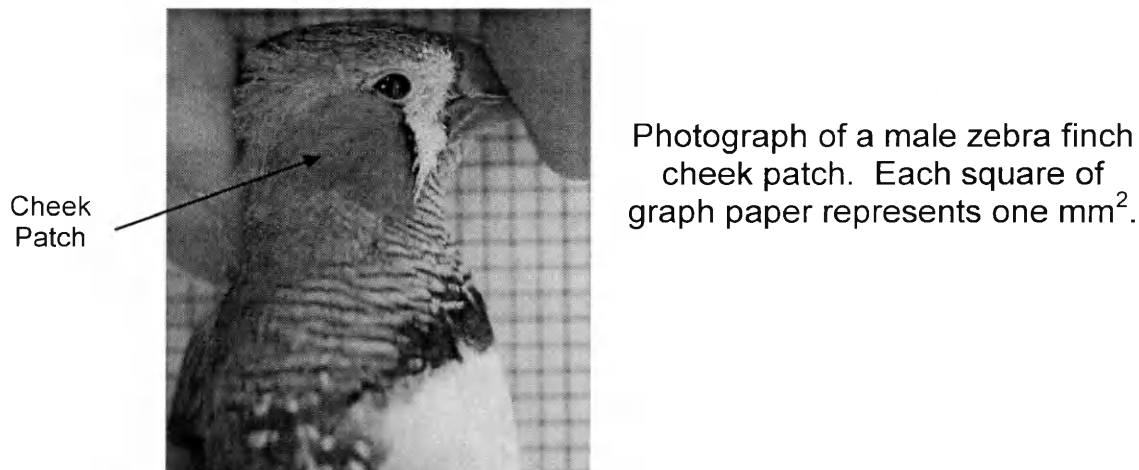 Photograph of a male zebra finch
cheek patch. Each square of
graph paper represents one mm².
Cheek
Patch